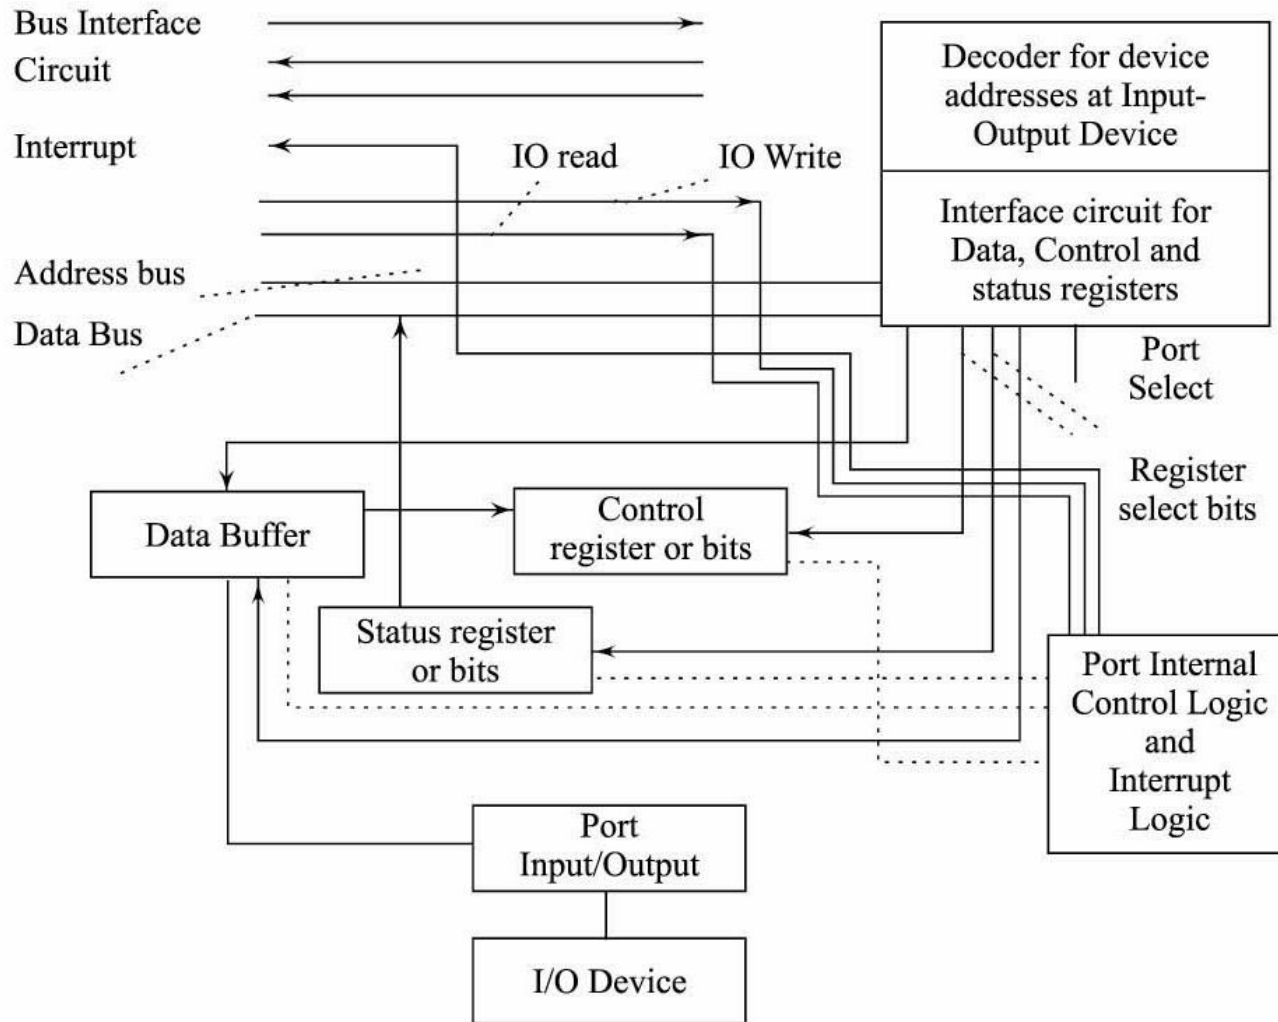 Bus Interface
Circuit
Interrupt
IO read
IO Write
Address bus
Data Bus
Decoder for device
addresses at Input-
Output Device
Interface circuit for
Data, Control and
status registers
Port
Select
Register
select bits
Data Buffer
Control
register or bits
Status register
or bits
Port Internal
Control Logic
and
Interrupt
Logic
Port
Input/Output
I/O Device